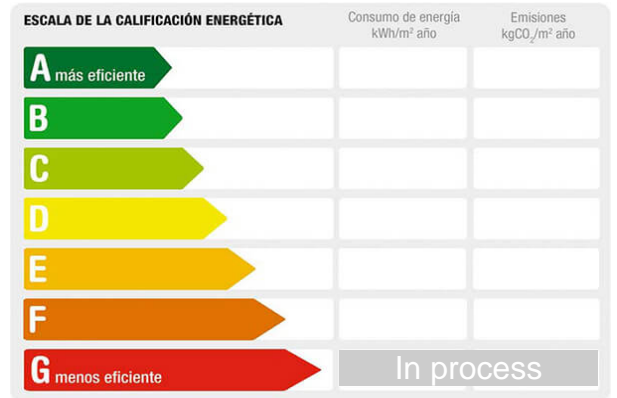 ESCALA DE LA CALIFICACIÓN ENERGÉTICA
Consumo de energía
kWh/m² año
Emisiones
kgCO₂/m² año
A más eficiente
B
C
D
E
F
G menos eficiente
In process